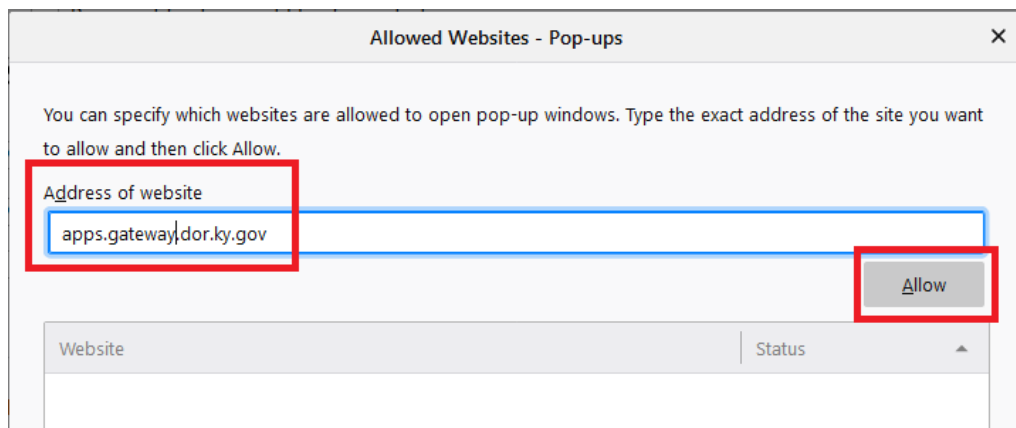 Allowed Websites - Pop-ups
You can specify which websites are allowed to open pop-up windows. Type the exact address of the site you want
to allow and then click Allow.
Address of website
apps.gateway.dor.ky.gov
Allow
Website Status